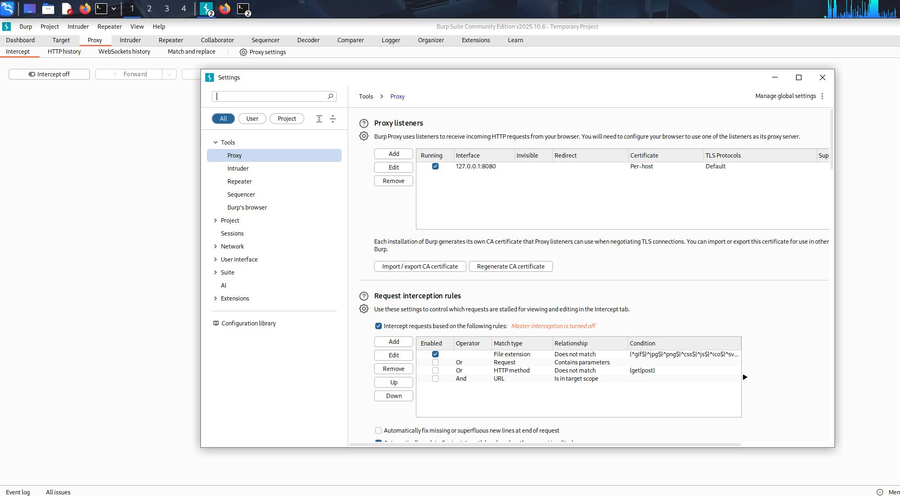 1 2 3 4 2 2
Burp Project Intruder Repeater View Help Burp Suite Community Edition v2025.10.6 - Temporary Project
Dashboard Target Proxy Intruder Repeater Collaborator Sequencer Decoder Comparer Logger Organizer Extensions Learn
Intercept HTTP history WebSockets history Match and replace Proxy settings
Intercept off Forward
Settings
Tools > Proxy Manage global settings
All User Project
Tools
Proxy
Intruder
Repeater
Sequencer
Burp's browser
Project
Sessions
Network
User interface
Suite
AI
Extensions
Configuration library
Proxy listeners
Burp Proxy uses listeners to receive incoming HTTP requests from your browser. You will need to configure your browser to use one of the listeners as its proxy server.
Add
Edit
Remove
Running Interface Invisible Redirect Certificate TLS Protocols Sup
127.0.0.1:8080 Per-host Default
Each installation of Burp generates its own CA certificate that Proxy listeners can use when negotiating TLS connections. You can import or export this certificate for use in other
Burp.
Import / export CA certificate Regenerate CA certificate
Request interception rules
Use these settings to control which requests are stalled for viewing and editing in the Intercept tab.
Intercept requests based on the following rules: Master interception is turned off
Add
Edit
Remove
Up
Down
Enabled Operator Match type Relationship Condition
File extension Does not match (^gif$|^jpg$|^png$|^css$|^js$|^ico$|^sv...
Or Request Contains parameters
Or HTTP method Does not match (get|post)
And URL Is in target scope
Automatically fix missing or superfluous new lines at end of request
Event log All issues Mem